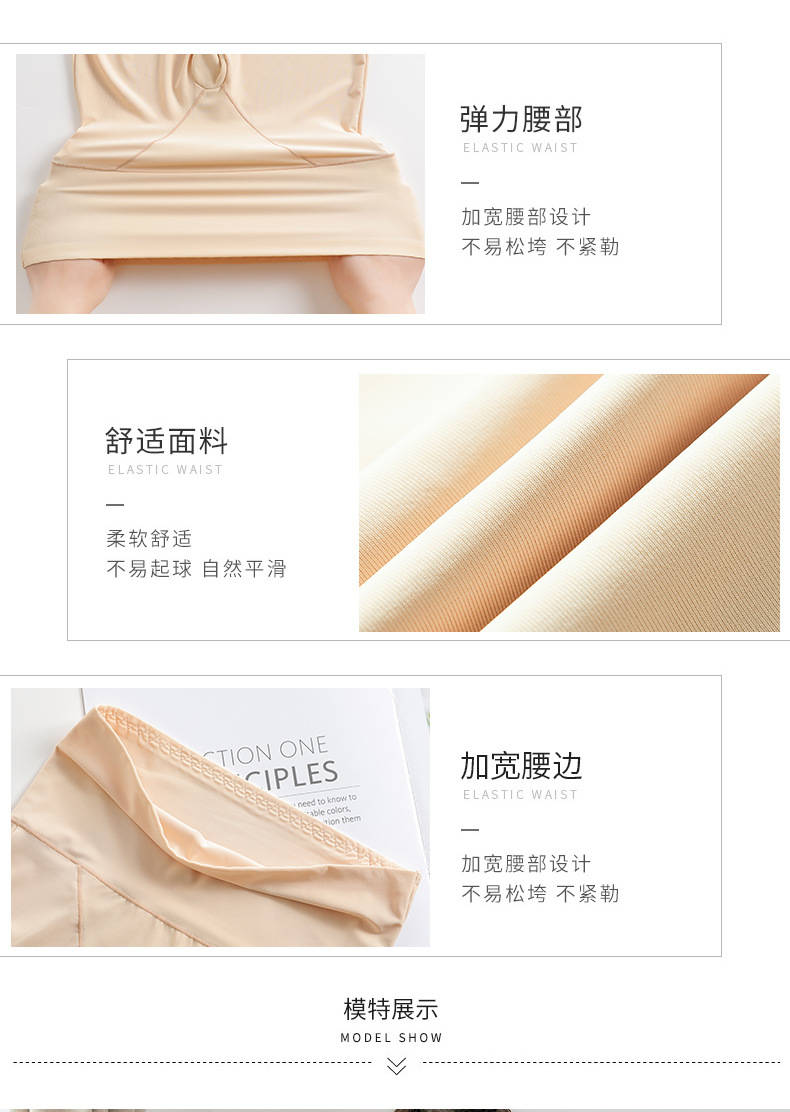 弹力腰部
ELASTIC WAIST
加宽腰部设计
不易松垮 不紧勒
舒适面料
ELASTIC WAIST
柔软舒适
不易起球 自然平滑
CTION ONE
CIPLES
need to know to
able colors,
tion them
加宽腰边
ELASTIC WAIST
加宽腰部设计
不易松垮 不紧勒
模特展示
MODEL SHOW